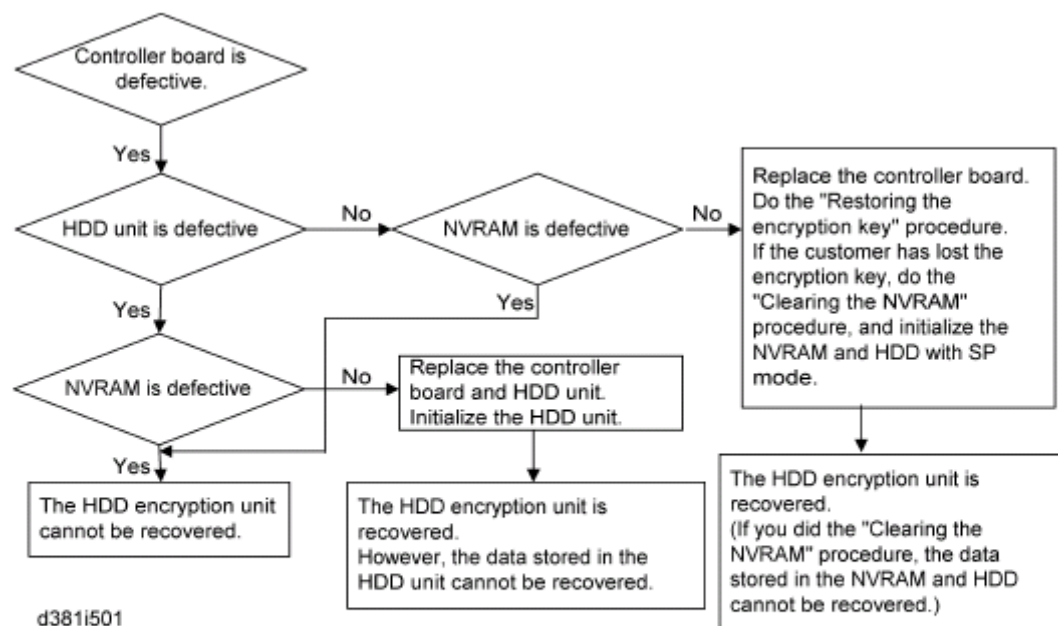 Controller board is
defective.
Yes
HDD unit is defective
No
NVRAM is defective
No
Replace the controller board.
Do the "Restoring the
encryption key" procedure.
If the customer has lost the
encryption key, do the
"Clearing the NVRAM"
procedure, and initialize the
NVRAM and HDD with SP
mode.
Yes
Yes
NVRAM is defective
No
Replace the controller
board and HDD unit.
Initialize the HDD unit.
Yes
The HDD encryption unit
cannot be recovered.
The HDD encryption unit is
recovered.
However, the data stored in the
HDD unit cannot be recovered.
The HDD encryption unit is
recovered.
(If you did the "Clearing the
NVRAM" procedure, the data
stored in the NVRAM and HDD
cannot be recovered.)
d381i501